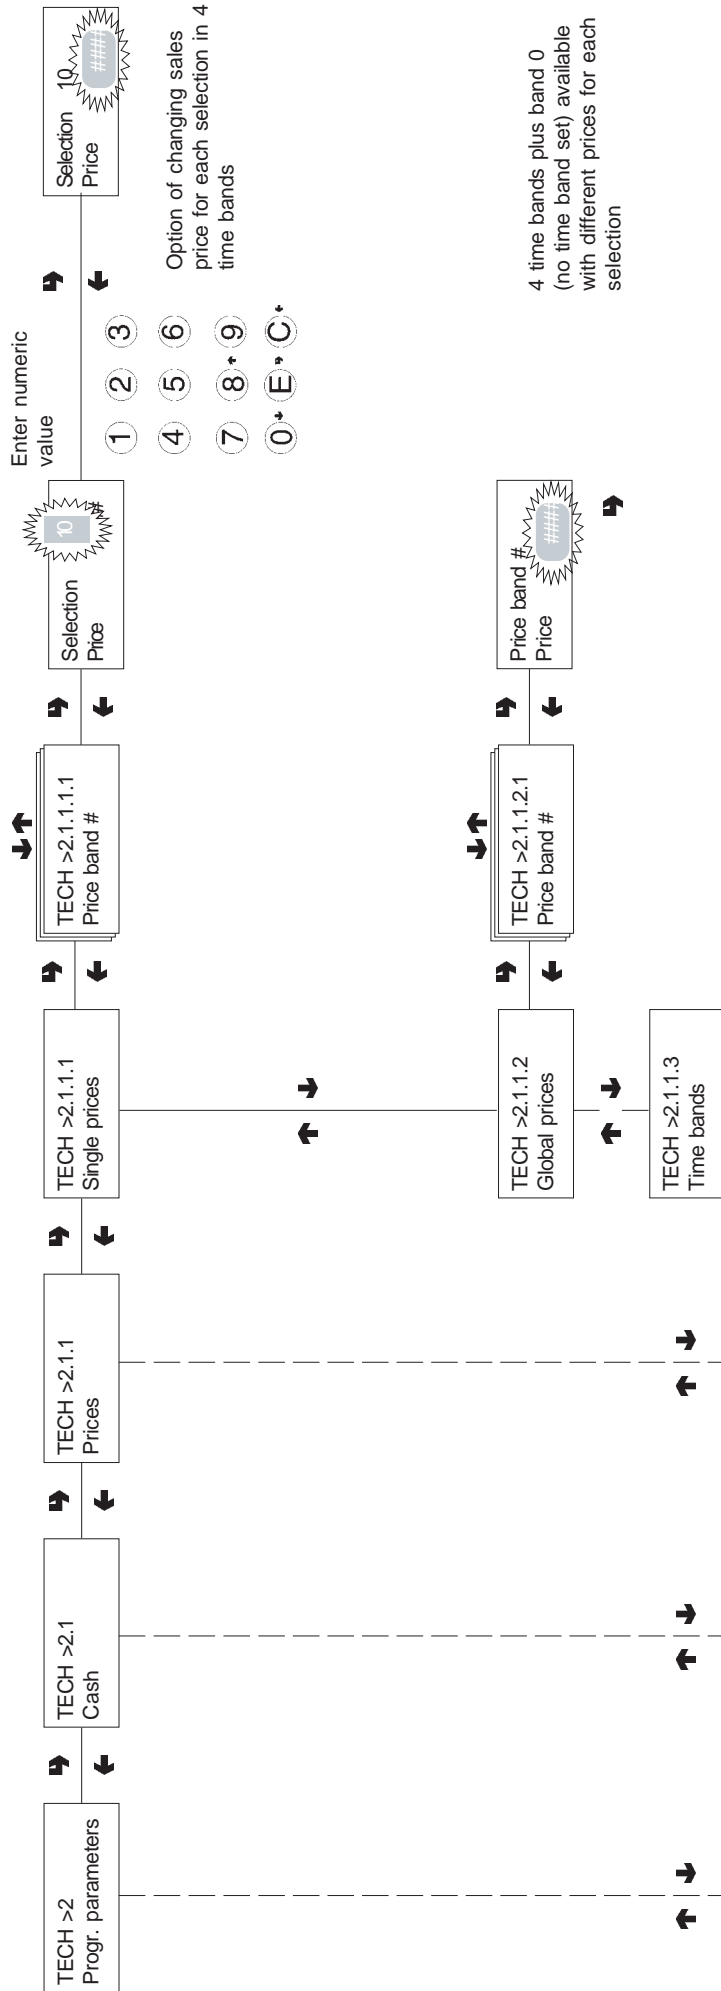 TECH >2
Progr. parameters
TECH >2.1
Cash
TECH >2.1.1
Prices
TECH >2.1.1.1
Single prices
TECH >2.1.1.1.1
Price band #
Selection 10
Price #
Enter numeric
value
1 2 3
4 5 6
7 8 9
0 E C
Selection 10
Price ####
Option of changing sales
price for each selection in 4
time bands
TECH >2.1.1.2
Global prices
TECH >2.1.1.2.1
Price band #
Price band #
Price ####
4 time bands plus band 0
(no time band set) available
with different prices for each
selection
TECH >2.1.1.3
Time bands